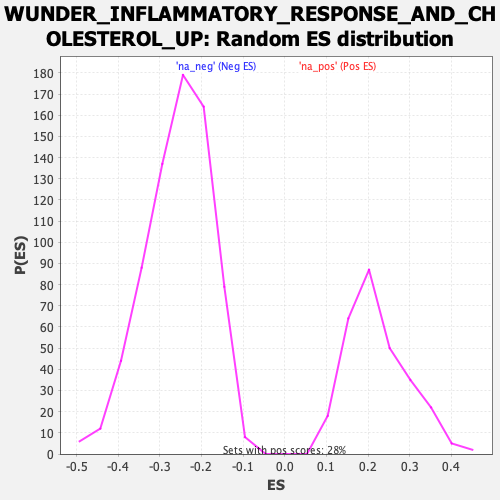 WUNDER_INFLAMMATORY_RESPONSE_AND_CH
OLESTEROL_UP: Random ES distribution
'na_neg' (Neg ES) 'na_pos' (Pos ES)
180
170
160
150
140
130
120
110
100
90
80
70
60
50
40
30
20
10
0
P(ES)
Sets with pos scores: 28%
-0.5 -0.4 -0.3 -0.2 -0.1 0.0 0.1 0.2 0.3 0.4
ES